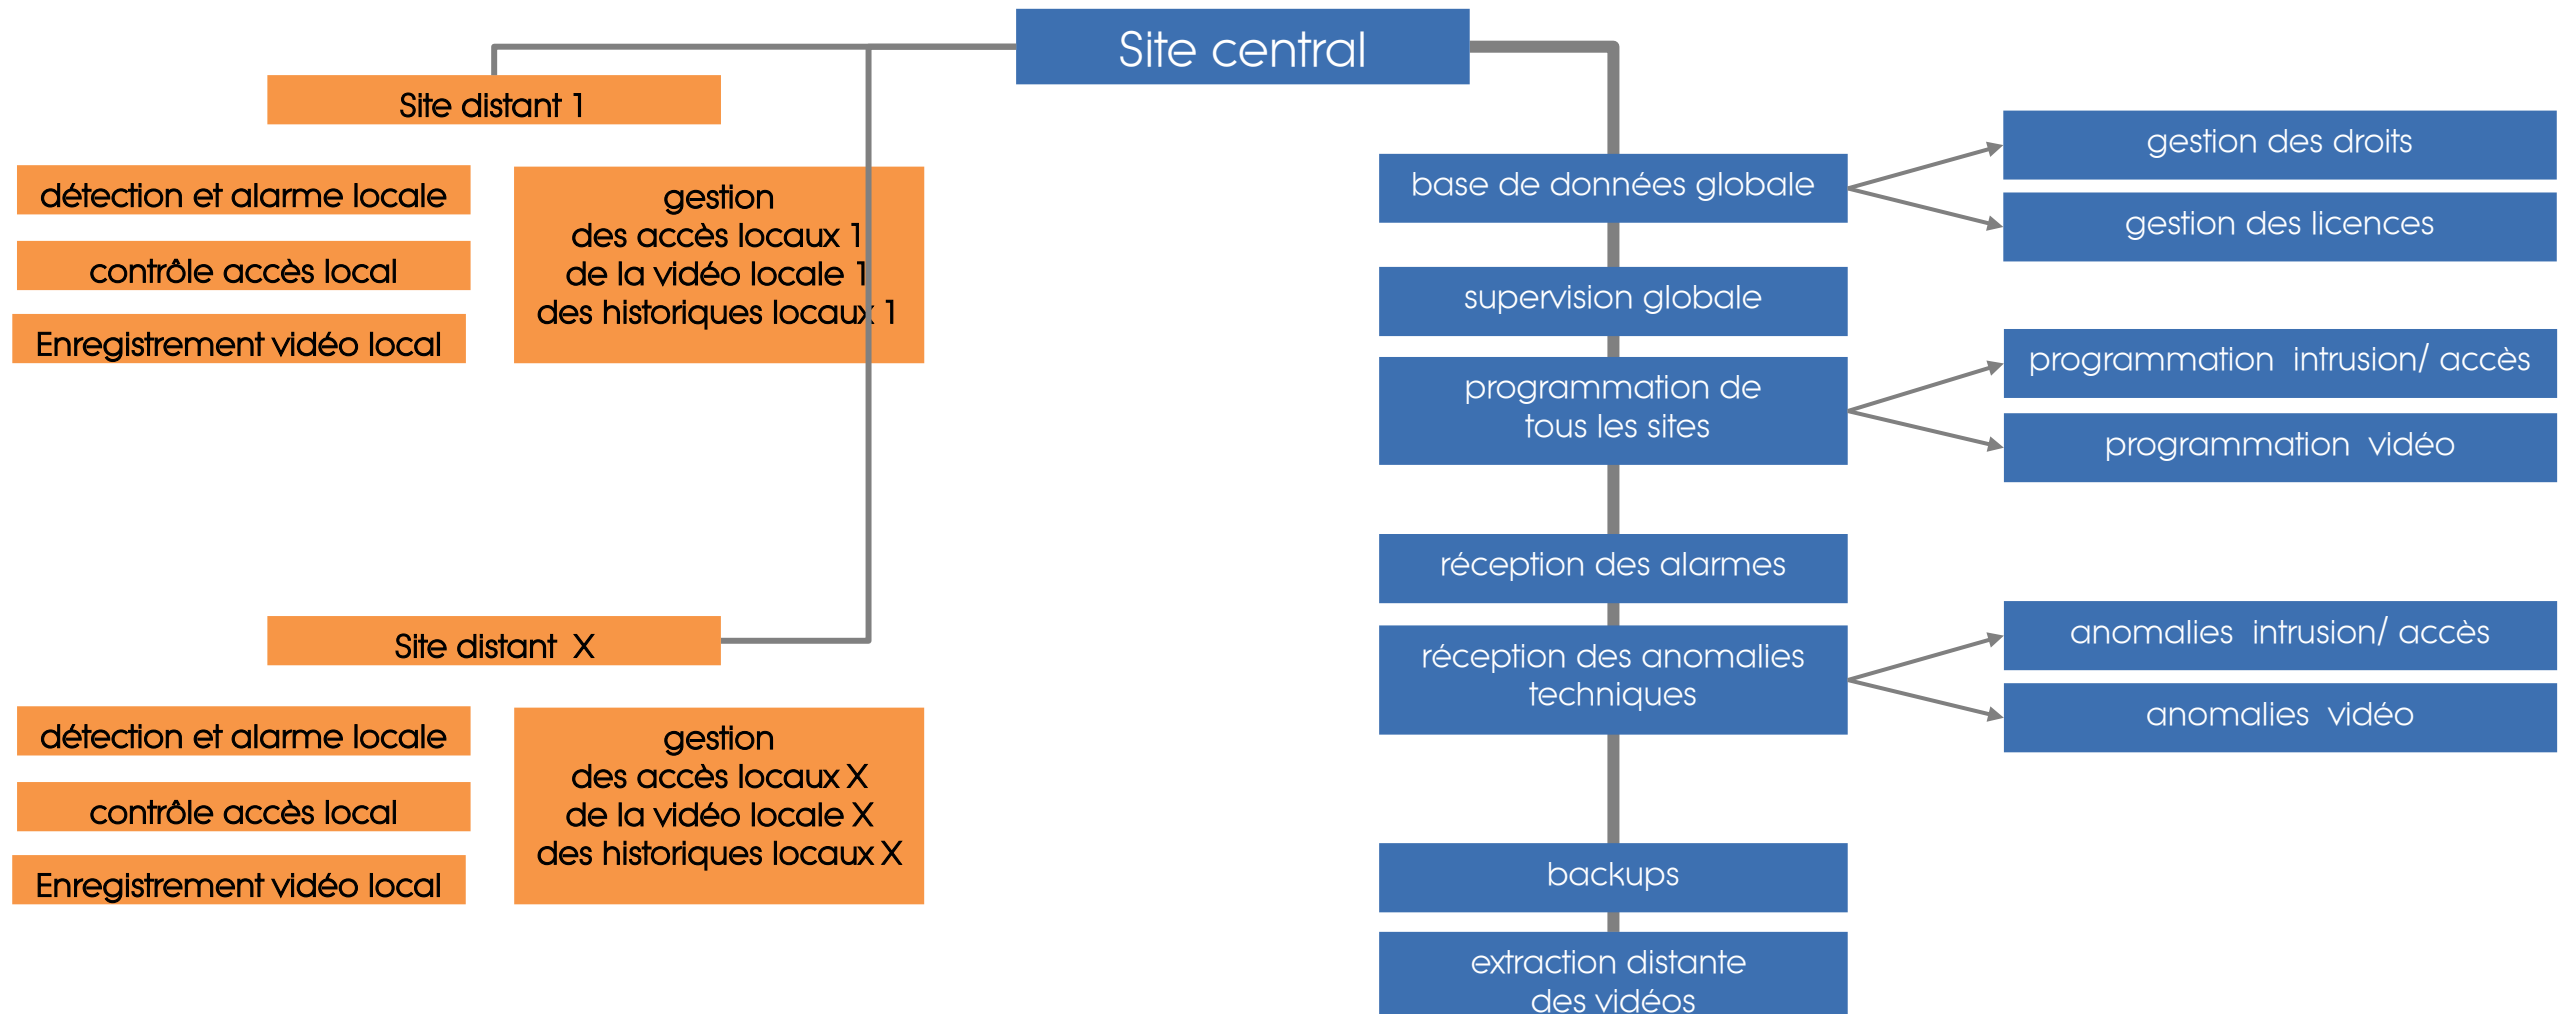 Site central
Site distant 1
détection et alarme locale
contrôle accès local
Enregistrement vidéo local
gestion
des accès locaux 1
de la vidéo locale 1
des historiques locaux 1
Site distant X
détection et alarme locale
contrôle accès local
Enregistrement vidéo local
gestion
des accès locaux X
de la vidéo locale X
des historiques locaux X
base de données globale
gestion des droits
gestion des licences
supervision globale
programmation de
tous les sites
programmation intrusion/ accès
programmation vidéo
réception des alarmes
réception des anomalies
techniques
anomalies intrusion/ accès
anomalies vidéo
backups
extraction distante
des vidéos